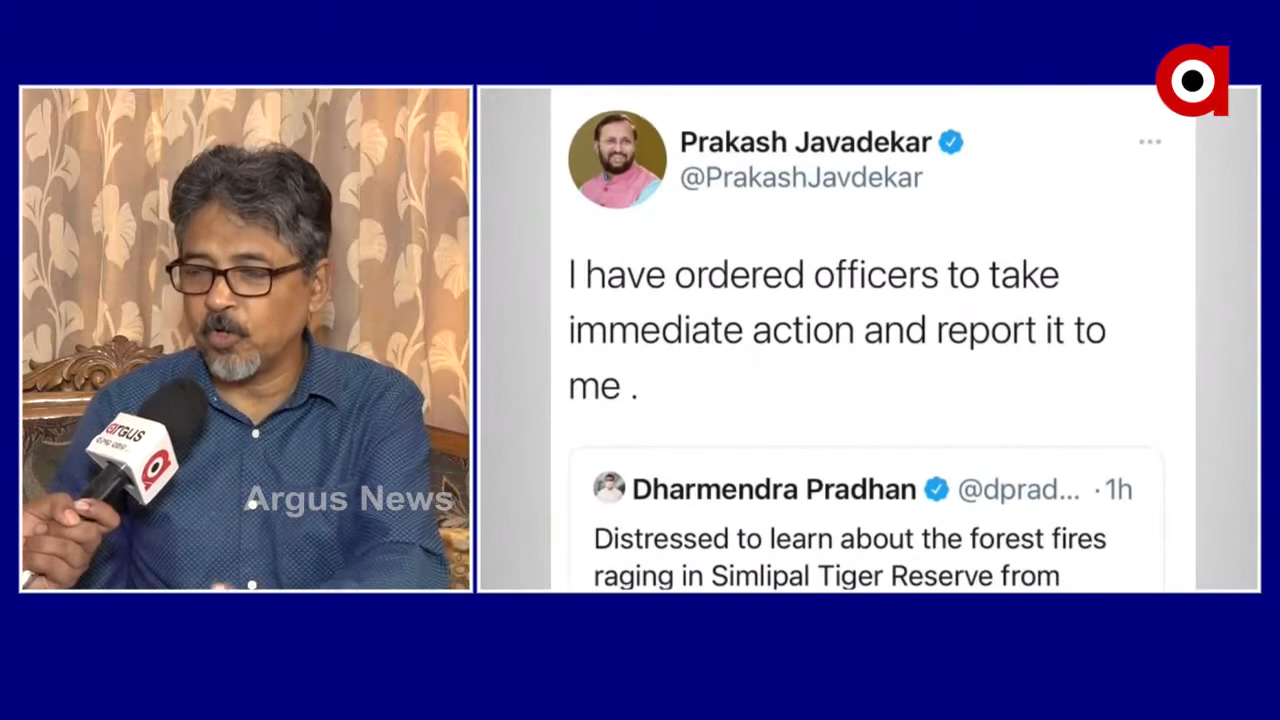 Prakash Javadekar
@PrakashJavdekar
I have ordered officers to take
immediate action and report it to
me .
Dharmendra Pradhan @dprad... · 1h
Distressed to learn about the forest fires
raging in Simlipal Tiger Reserve from
argus
Argus News